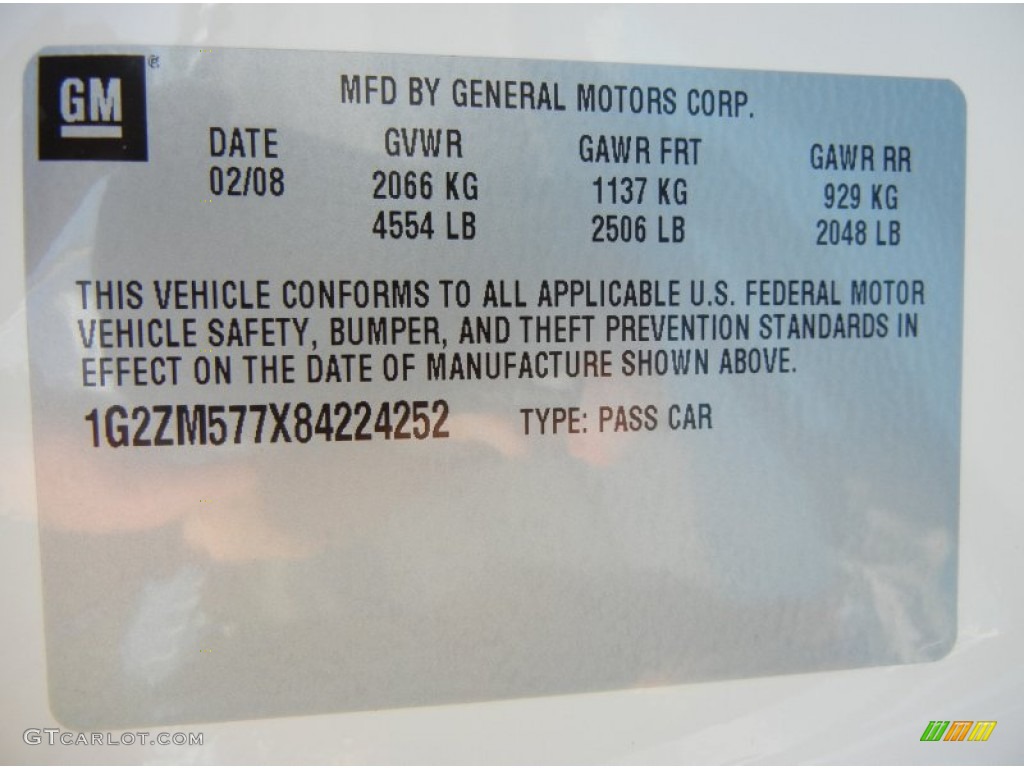 GM ®
MFD BY GENERAL MOTORS CORP.
DATE GVWR GAWR FRT GAWR RR
02/08 2066 KG 1137 KG 929 KG
4554 LB 2506 LB 2048 LB
THIS VEHICLE CONFORMS TO ALL APPLICABLE U.S. FEDERAL MOTOR
VEHICLE SAFETY, BUMPER, AND THEFT PREVENTION STANDARDS IN
EFFECT ON THE DATE OF MANUFACTURE SHOWN ABOVE.
1G2ZM577X84224252 TYPE: PASS CAR
GTCARLOT.COM